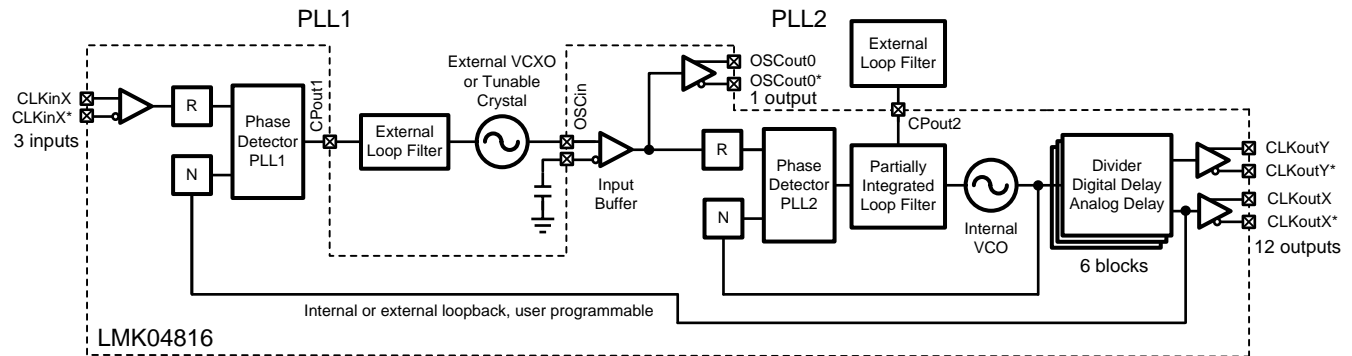 PLL1
PLL2
External VCXO
or Tunable
Crystal
External
Loop Filter
OSCout0
OSCout0*
1 output
CLKinX
CLKinX*
3 inputs
R
N
Phase
Detector
PLL1
CPout1
External
Loop Filter
OSCin
Input
Buffer
R
N
Phase
Detector
PLL2
CPout2
Partially
Integrated
Loop Filter
Internal
VCO
Divider
Digital Delay
Analog Delay
6 blocks
CLKoutY
CLKoutY*
CLKoutX
CLKoutX*
12 outputs
Internal or external loopback, user programmable
LMK04816